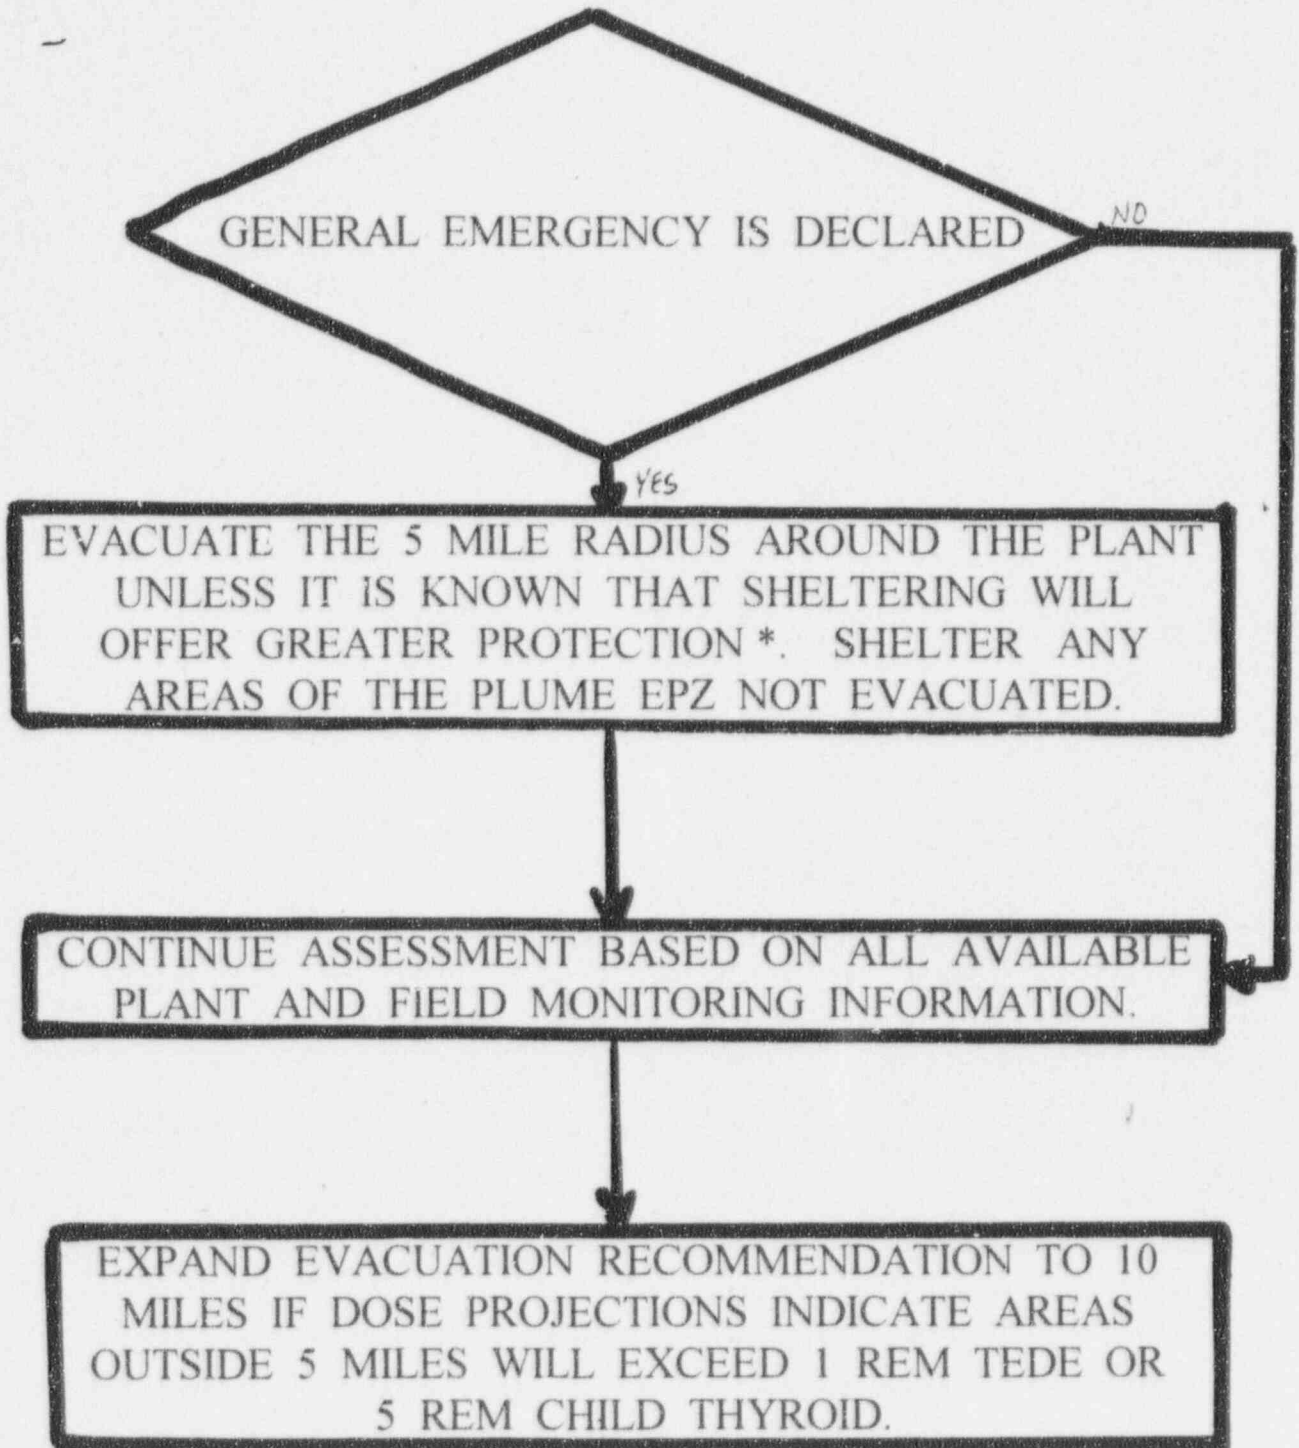 GENERAL EMERGENCY IS DECLARED
NO
YES
EVACUATE THE 5 MILE RADIUS AROUND THE PLANT
UNLESS IT IS KNOWN THAT SHELTERING WILL
OFFER GREATER PROTECTION *. SHELTER ANY
AREAS OF THE PLUME EPZ NOT EVACUATED.
CONTINUE ASSESSMENT BASED ON ALL AVAILABLE
PLANT AND FIELD MONITORING INFORMATION.
EXPAND EVACUATION RECOMMENDATION TO 10
MILES IF DOSE PROJECTIONS INDICATE AREAS
OUTSIDE 5 MILES WILL EXCEED 1 REM TEDE OR
5 REM CHILD THYROID.